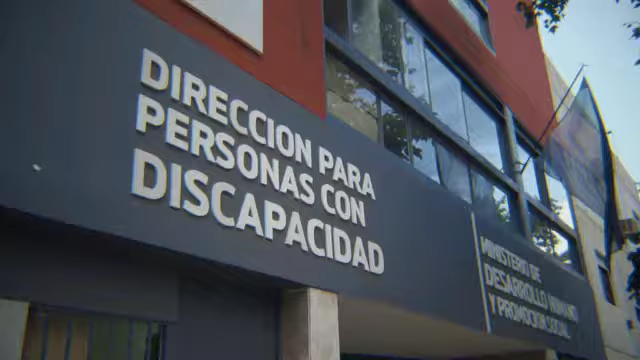 DIRECCION PARA
PERSONAS CON
DISCAPACIDAD
MINISTERIO DE
DESARROLLO HUMANO
Y PROMOCION SOCIAL